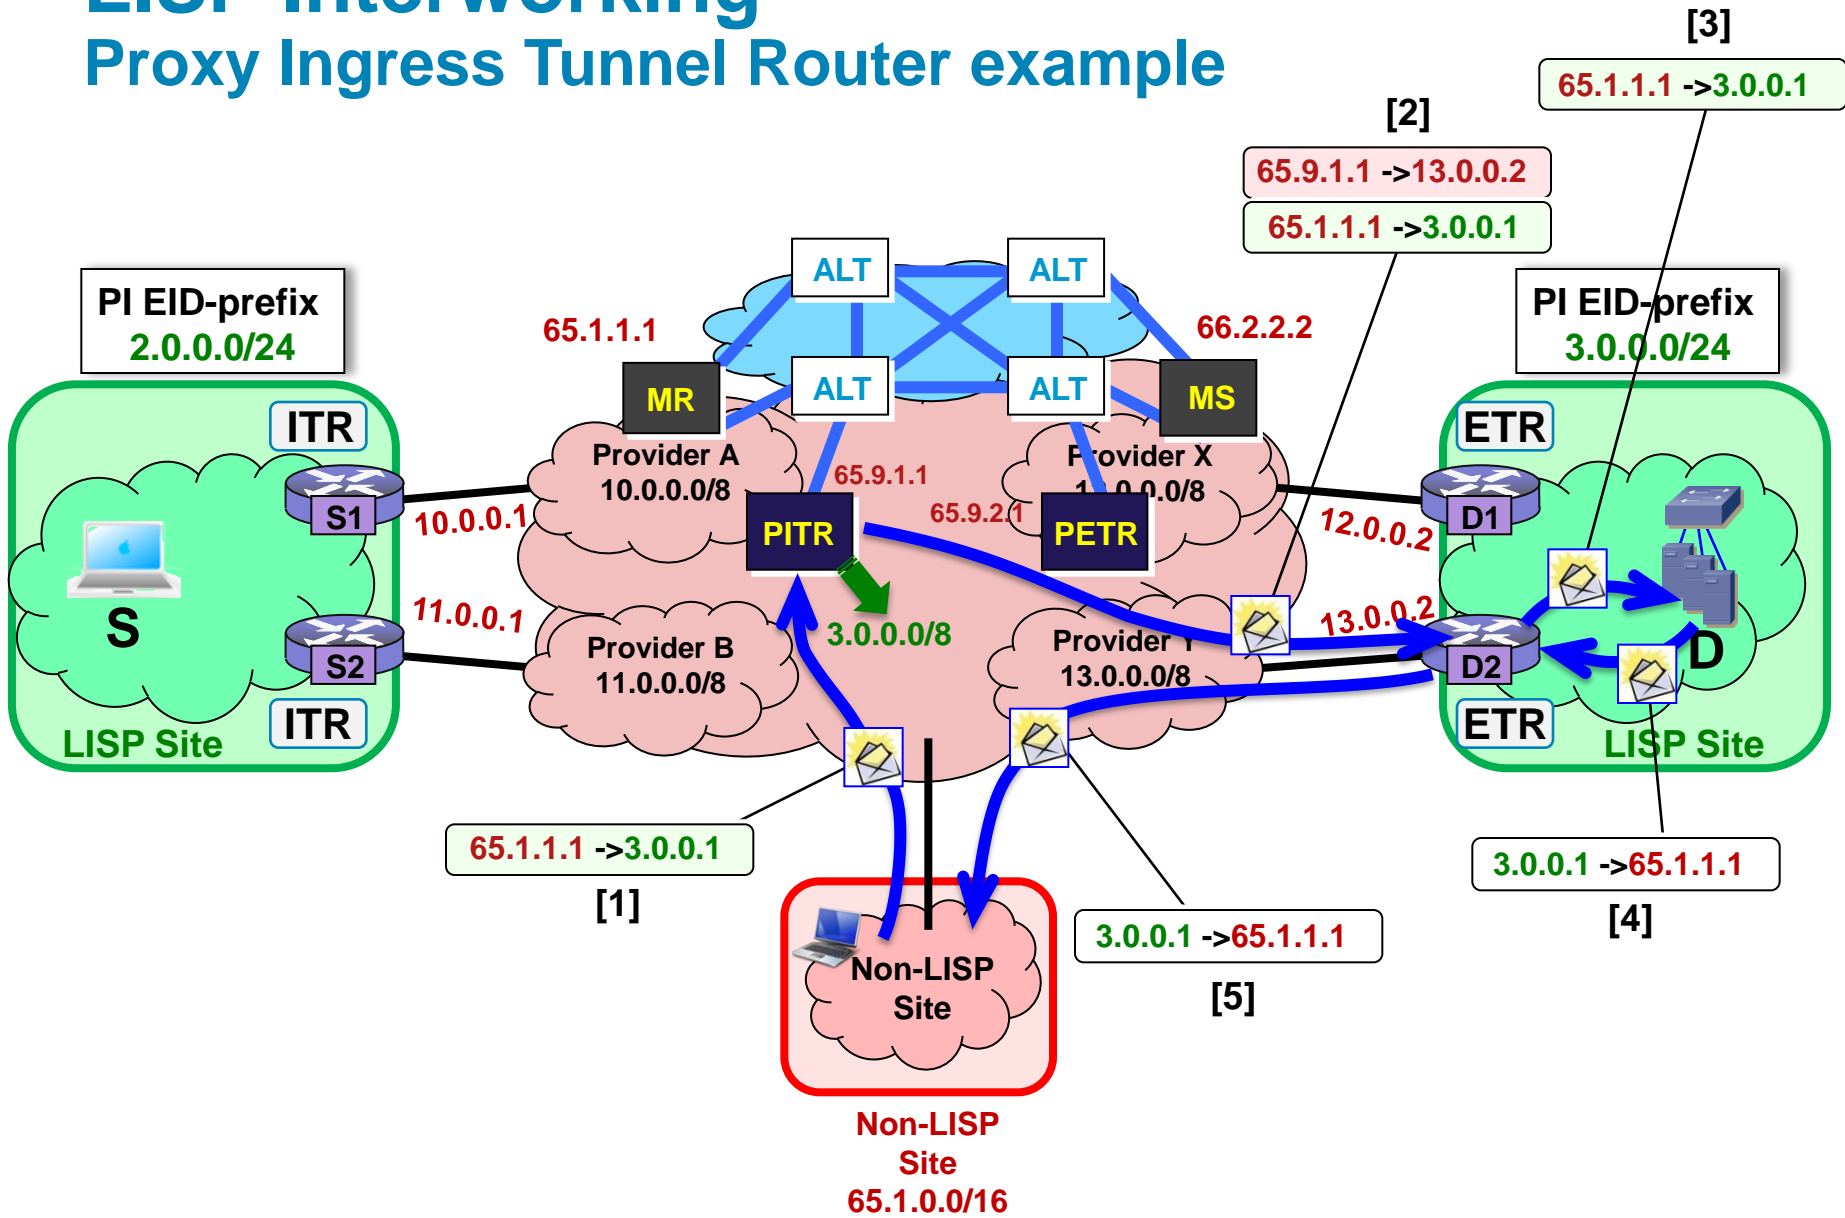 LISP Interworking
Proxy Ingress Tunnel Router example
[3]
65.1.1.1 ->3.0.0.1
[2]
65.9.1.1 ->13.0.0.2
65.1.1.1 ->3.0.0.1
PI EID-prefix
2.0.0.0/24
ALT
ALT
PI EID-prefix
3.0.0.0/24
65.1.1.1
66.2.2.2
MR
ALT
ALT
MS
ITR
ETR
Provider A
10.0.0.0/8
Provider X
.0.0.0/8
65.9.1.1
65.9.2.1
S1
10.0.0.1
PITR
PETR
12.0.0.2
D1
S
11.0.0.1
3.0.0.0/8
13.0.0.2
Provider B
11.0.0.0/8
Provider Y
13.0.0.0/8
S2
D2
D
ITR
ETR
LISP Site
LISP Site
65.1.1.1 ->3.0.0.1
[1]
3.0.0.1 ->65.1.1.1
[4]
3.0.0.1 ->65.1.1.1
[5]
Non-LISP
Site
Non-LISP
Site
65.1.0.0/16